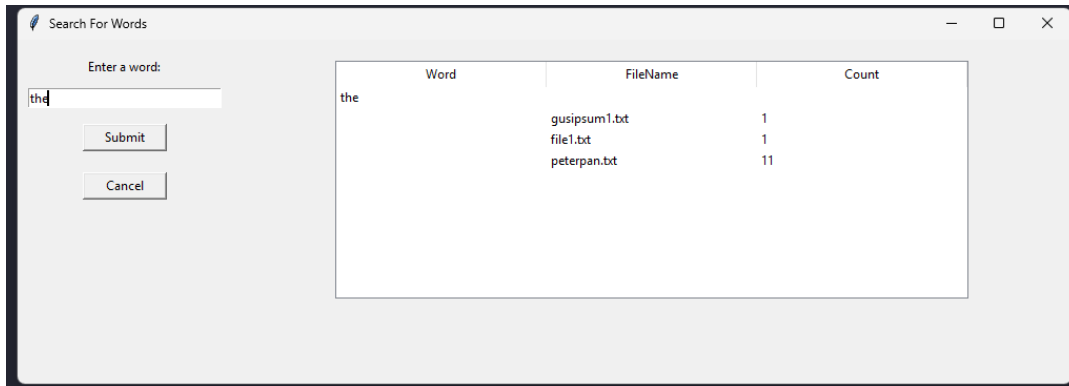 Search For Words
Enter a word:
the
Submit
Cancel
Word FileName Count
the
gusipsum1.txt 1
file1.txt 1
peterpan.txt 11